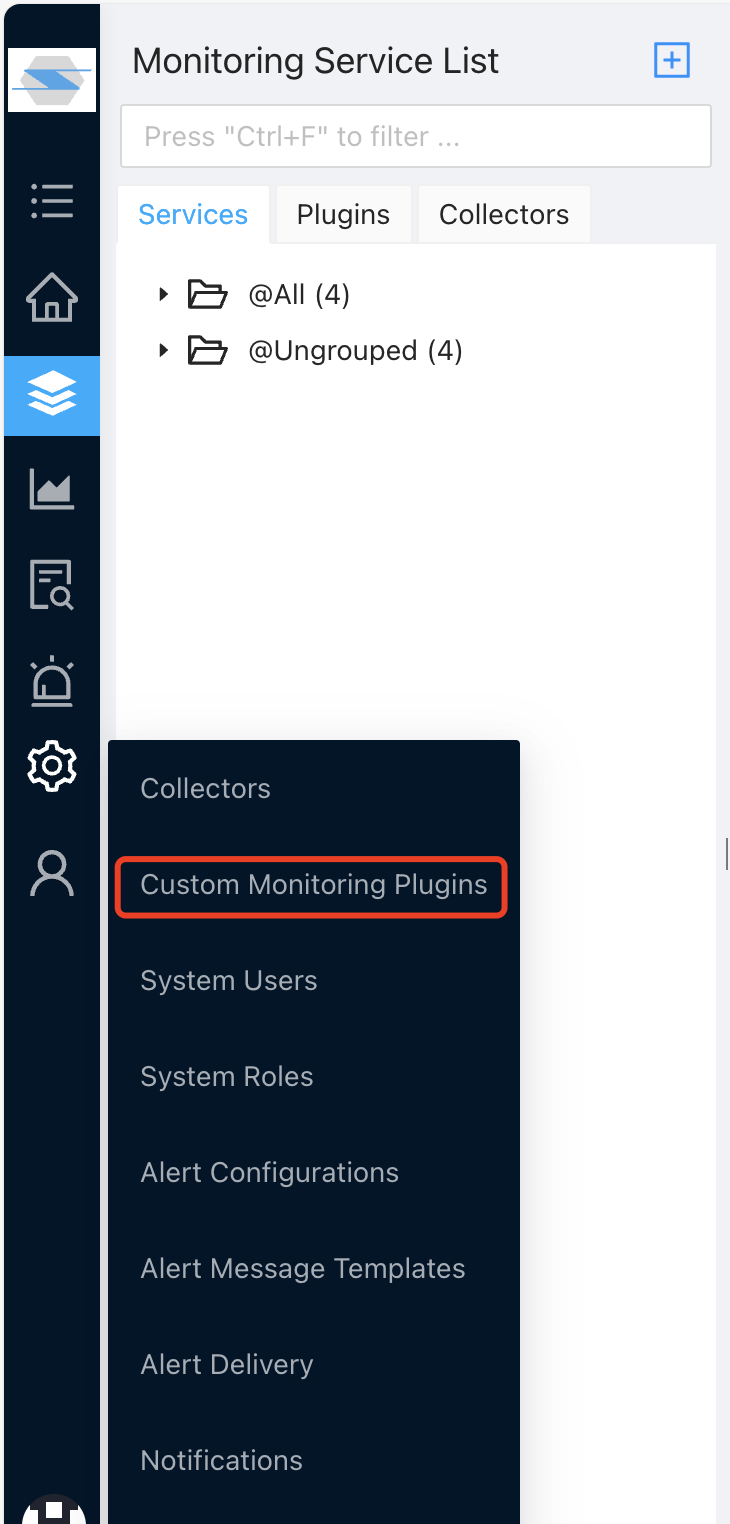 Monitoring Service List
Press "Ctrl+F" to filter ...
Services Plugins Collectors
@All (4)
@Ungrouped (4)
Collectors
Custom Monitoring Plugins
System Users
System Roles
Alert Configurations
Alert Message Templates
Alert Delivery
Notifications